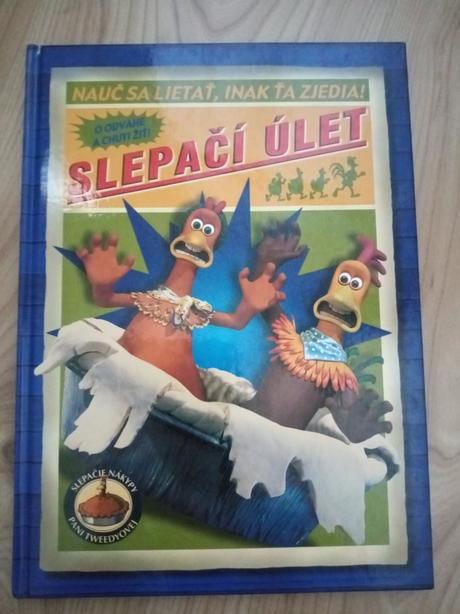 NAUČ SA LIETAŤ, INAK ŤA ZJEDIA!
O ODVAHE
A CHUTI ŽIŤ!
SLEPAČÍ ÚLET
SLEPAČIE NÁKYPY
PANI TWEEDYOVEJ